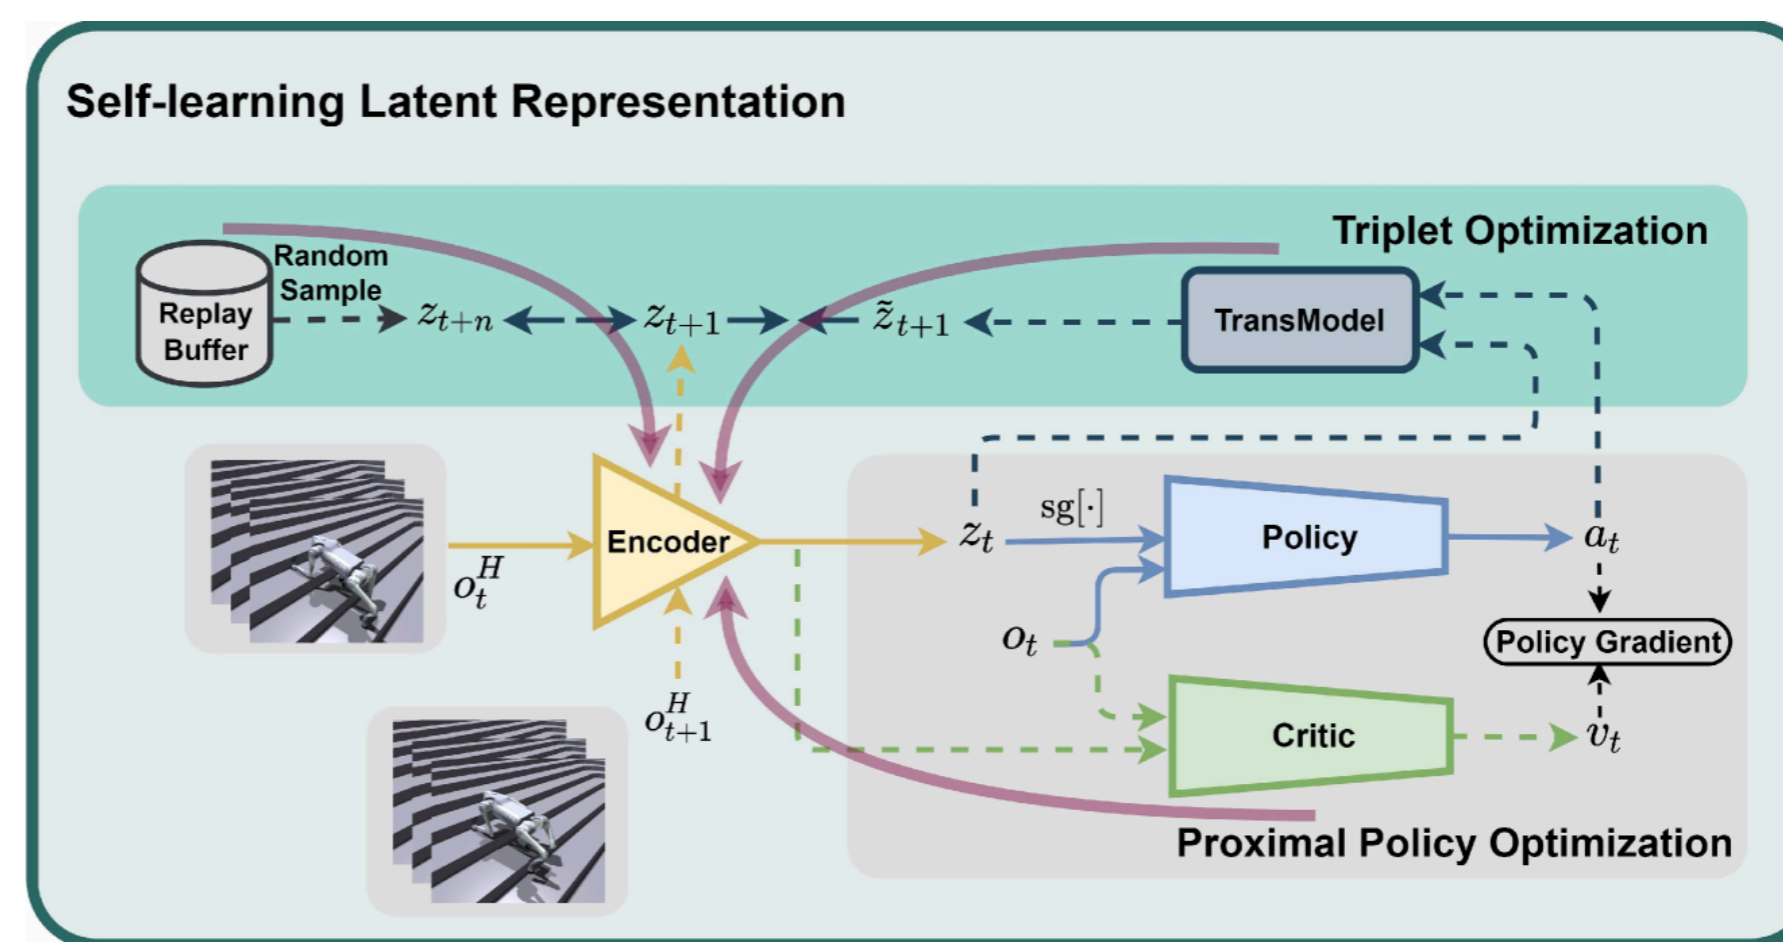 Self-learning Latent Representation
Triplet Optimization
Random
Sample
Replay
Buffer
z_{t+n}
z_{t+1}
\tilde{z}_{t+1}
TransModel
o_t^H
Encoder
z_t
sg[·]
Policy
a_t
o_t
Policy Gradient
o_{t+1}^H
Critic
v_t
Proximal Policy Optimization